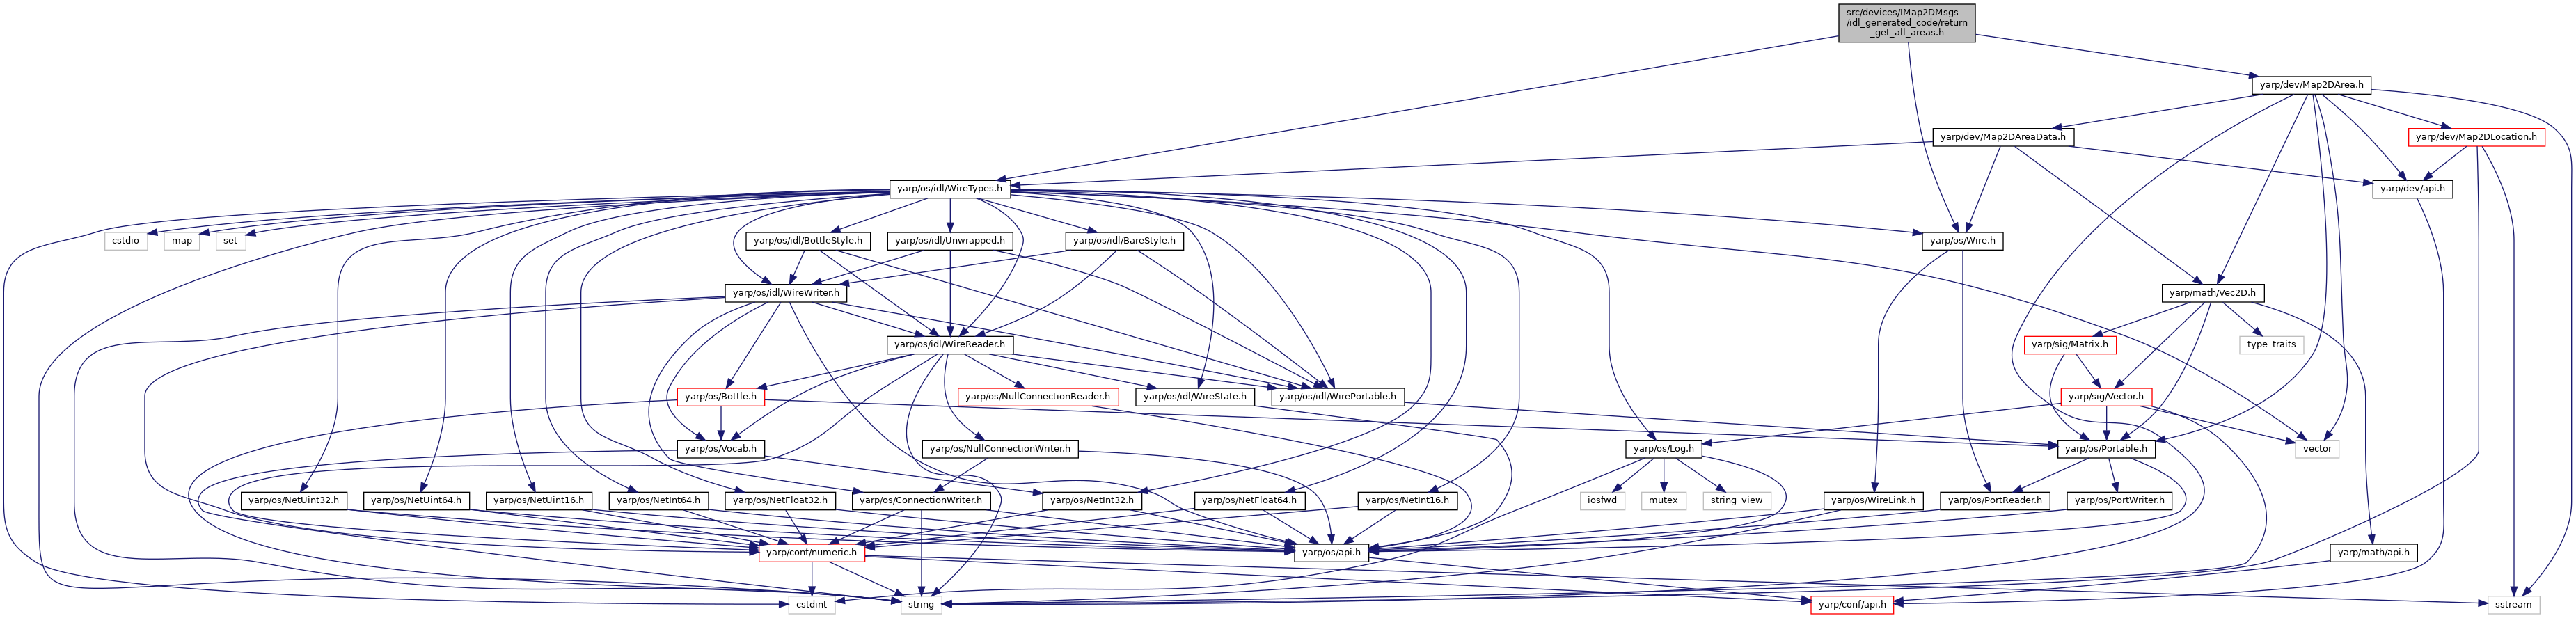 src/devices/IMap2DMsgs
/idl_generated_code/return
_get_all_areas.h
yarp/dev/Map2DArea.h
yarp/dev/Map2DAreaData.h
yarp/dev/Map2DLocation.h
yarp/os/idl/WireTypes.h
yarp/dev/api.h
cstdio
map
set
yarp/os/idl/BottleStyle.h
yarp/os/idl/Unwrapped.h
yarp/os/idl/BareStyle.h
yarp/os/Wire.h
yarp/os/idl/WireWriter.h
yarp/math/Vec2D.h
yarp/os/idl/WireReader.h
yarp/sig/Matrix.h
type_traits
yarp/os/Bottle.h
yarp/os/NullConnectionReader.h
yarp/os/idl/WireState.h
yarp/os/idl/WirePortable.h
yarp/sig/Vector.h
yarp/os/Vocab.h
yarp/os/NullConnectionWriter.h
yarp/os/Log.h
yarp/os/Portable.h
vector
yarp/os/NetUint32.h
yarp/os/NetUint64.h
yarp/os/NetUint16.h
yarp/os/NetInt64.h
yarp/os/NetFloat32.h
yarp/os/ConnectionWriter.h
yarp/os/NetInt32.h
yarp/os/NetFloat64.h
yarp/os/NetInt16.h
iosfwd
mutex
string_view
yarp/os/WireLink.h
yarp/os/PortReader.h
yarp/os/PortWriter.h
yarp/conf/numeric.h
yarp/os/api.h
yarp/math/api.h
cstdint
string
yarp/conf/api.h
sstream